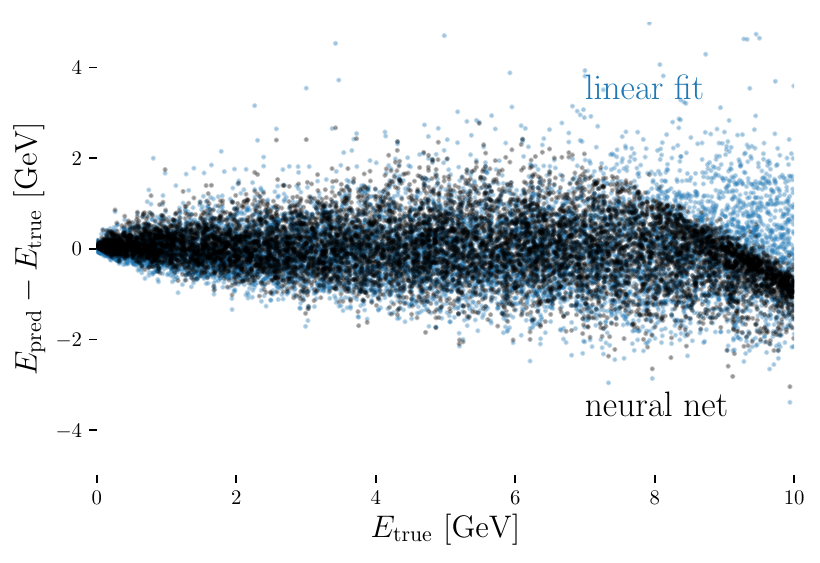 4
linear fit
2
0
−2
neural net
−4
E_pred − E_true [GeV]
0 2 4 6 8 10
E_true [GeV]